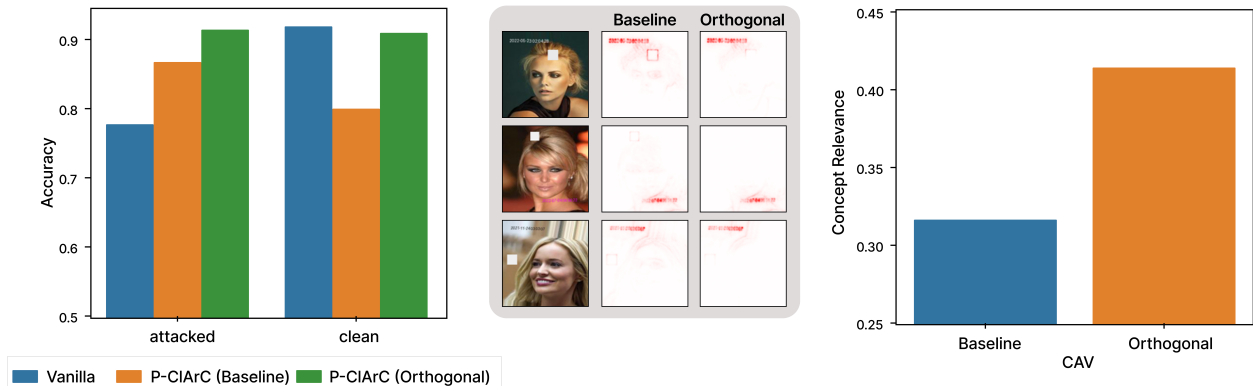 0.9
0.8
0.7
0.6
0.5
Accuracy
attacked
clean
Vanilla
P-ClArC (Baseline)
P-ClArC (Orthogonal)
Baseline
Orthogonal
0.45
0.40
0.35
0.30
0.25
Concept Relevance
Baseline
Orthogonal
CAV